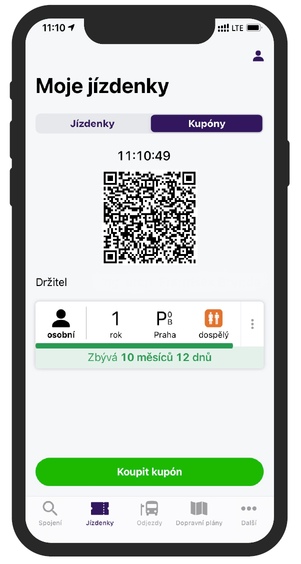 11:10
LTE
Moje jízdenky
Jízdenky
Kupóny
11:10:49
Držitel
osobní
1
rok
P 0 B
Praha
dospělý
Zbývá 10 měsíců 12 dnů
Koupit kupón
Spojení
Jízdenky
Odjezdy
Dopravní plány
Další